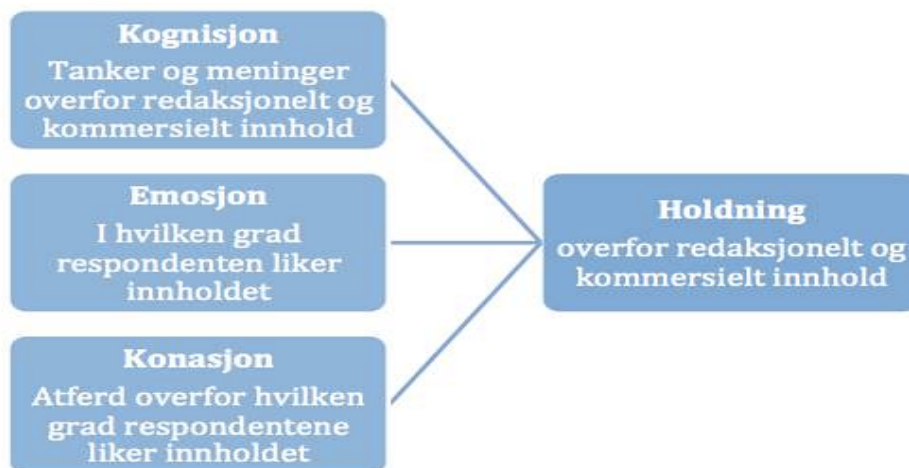 Kognisjon
Tanker og meninger
overfor redaksjonelt og
kommersielt innhold
Emosjon
I hvilken grad
respondenten liker
innholdet
Konasjon
Atferd overfor hvilken
grad respondentene
liker innholdet
Holdning
overfor redaksjonelt og
kommersielt innhold